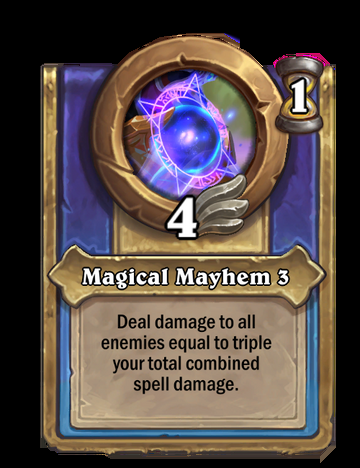 1
4
Magical Mayhem 3
Deal damage to all
enemies equal to triple
your total combined
spell damage.